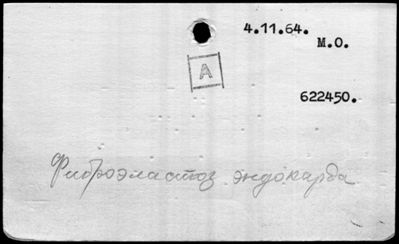 4.11.64.
М.О.
А
622450.
Фиброэластоз эндокарда